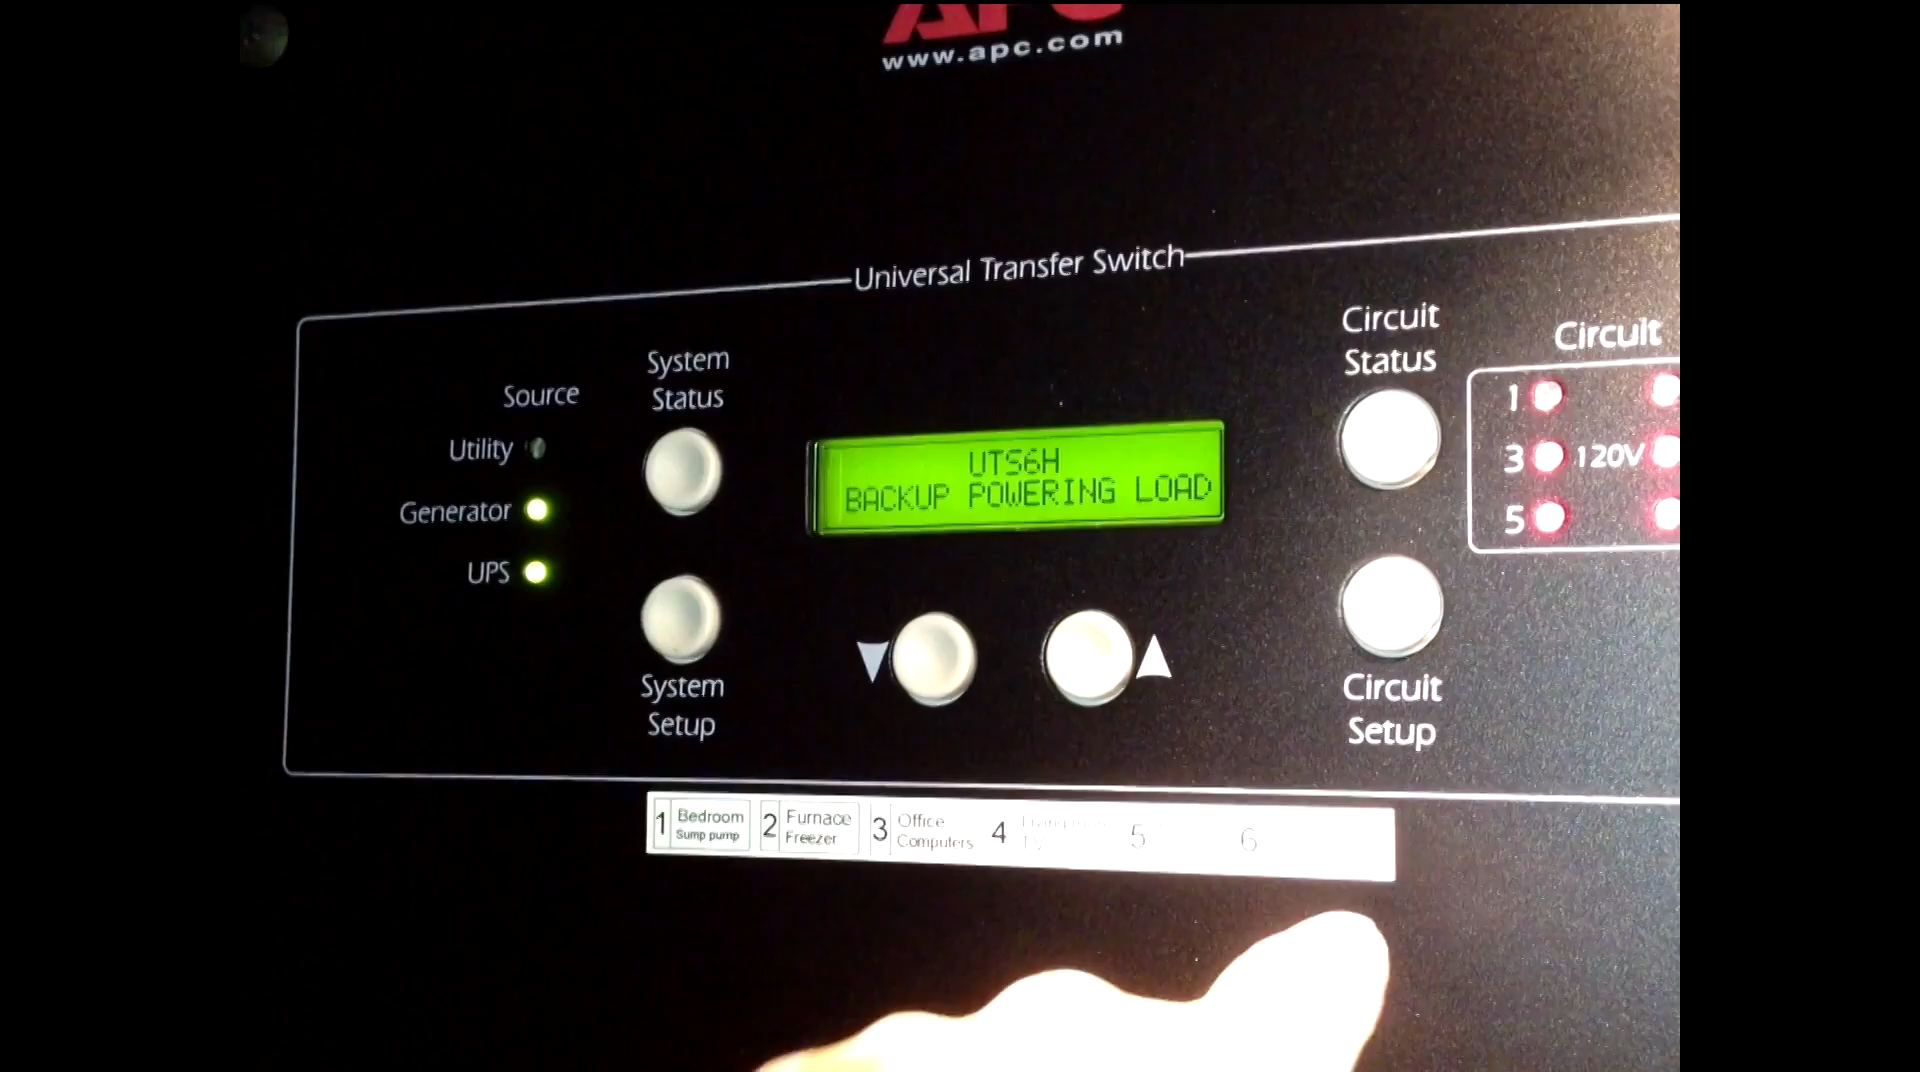 APC
www.apc.com
Universal Transfer Switch
Source
Utility
Generator
UPS
System
Status
System
Setup
UTS6H
BACKUP POWERING LOAD
Circuit
Status
Circuit
Setup
Circuit
1
3 120V
5
1 Bedroom
Sump pump
2 Furnace
Freezer
3 Office
Computers
4
5
6